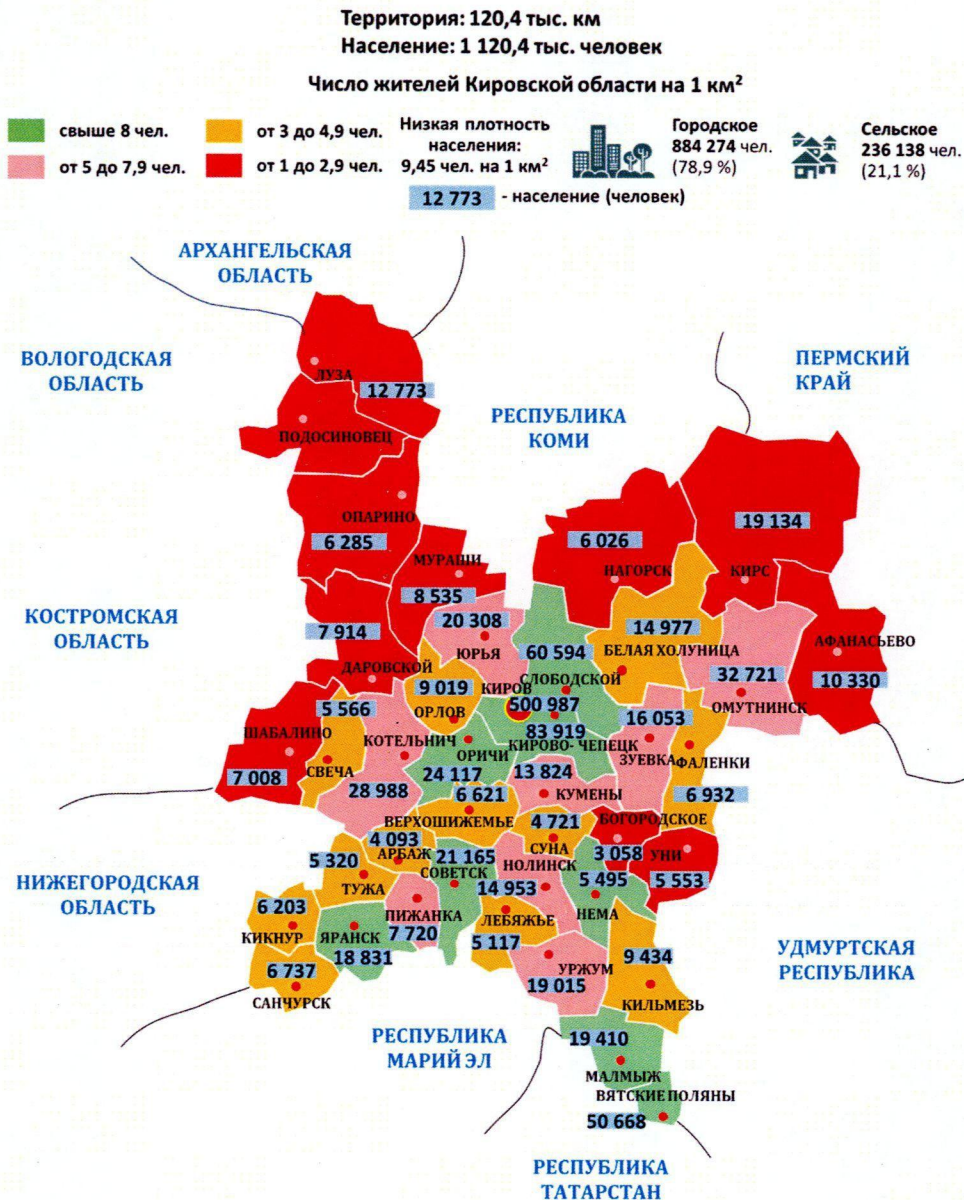 Территория: 120,4 тыс. км
Население: 1 120,4 тыс. человек
Число жителей Кировской области на 1 км²
свыше 8 чел.
от 5 до 7,9 чел.
от 3 до 4,9 чел.
от 1 до 2,9 чел.
Низкая плотность
населения:
9,45 чел. на 1 км²
Городское
884 274 чел.
(78,9 %)
Сельское
236 138 чел.
(21,1 %)
12 773 - население (человек)
АРХАНГЕЛЬСКАЯ
ОБЛАСТЬ
ВОЛОГОДСКАЯ
ОБЛАСТЬ
ПЕРМСКИЙ
КРАЙ
ЛУЗА
12 773
РЕСПУБЛИКА
КОМИ
ПОДОСИНОВЕЦ
ОПАРИНО
6 285
19 134
6 026
МУРАШИ
8 535
НАГОРСК
КИРС
КОСТРОМСКАЯ
ОБЛАСТЬ
7 914
ДАРОВСКОЙ
20 308
ЮРЬЯ
60 594
СЛОБОДСКОЙ
14 977
БЕЛАЯ ХОЛУНИЦА
АФАНАСЬЕВО
10 330
32 721
ОМУТНИНСК
9 019
ОРЛОВ
КИРОВ
500 987
83 919
КИРОВО- ЧЕПЕЦК
16 053
ЗУЕВКА
ФАЛЕНКИ
6 932
5 566
СВЕЧА
ШАБАЛИНО
7 008
КОТЕЛЬНИЧ
28 988
ОРИЧИ
24 117
13 824
КУМЕНЫ
6 621
ВЕРХОШИЖЕМЬЕ
4 721
СУНА
БОГОРОДСКОЕ
3 058
УНИ
5 553
4 093
АРБАЖ
21 165
СОВЕТСК
НОЛИНСК
14 953
5 495
НЕМА
5 320
ТУЖА
НИЖЕГОРОДСКАЯ
ОБЛАСТЬ
6 203
КИКНУР
ЯРАНСК
18 831
ПИЖАНКА
7 720
ЛЕБЯЖЬЕ
5 117
УРЖУМ
19 015
9 434
КИЛЬМЕЗЬ
УДМУРТСКАЯ
РЕСПУБЛИКА
6 737
САНЧУРСК
РЕСПУБЛИКА
МАРИЙ ЭЛ
19 410
МАЛМЫЖ
ВЯТСКИЕ ПОЛЯНЫ
50 668
РЕСПУБЛИКА
ТАТАРСТАН